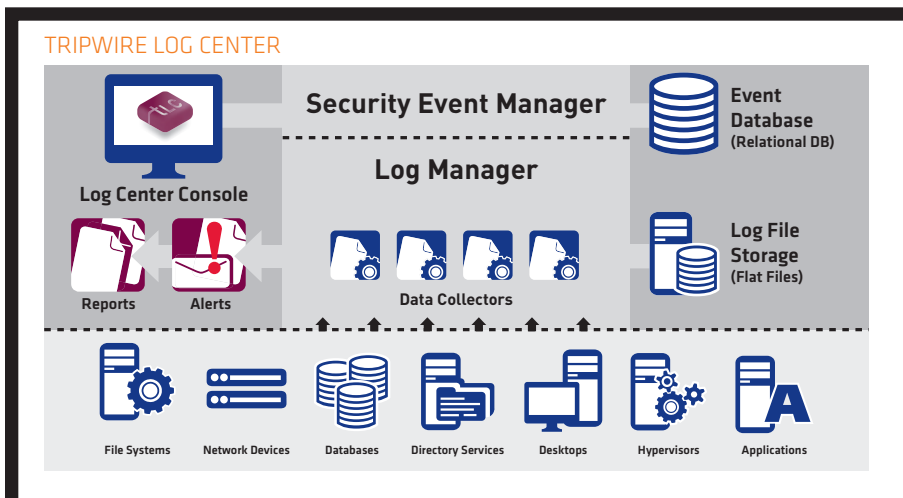 TRIPWIRE LOG CENTER
tLC
Log Center Console
Reports
Alerts
Security Event Manager
Log Manager
Data Collectors
Event
Database
(Relational DB)
Log File
Storage
(Flat Files)
File Systems
Network Devices
Databases
Directory Services
Desktops
Hypervisors
A
Applications